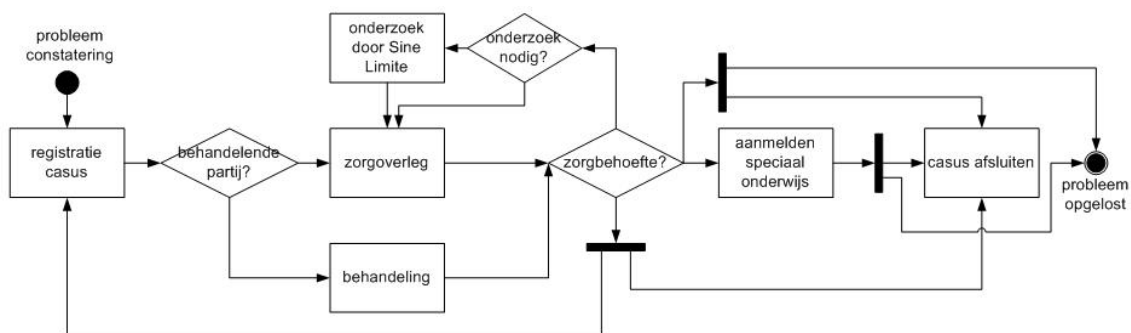 probleem
constatering
onderzoek
door Sine
Limite
onderzoek
nodig?
registratie
casus
behandelende
partij?
zorgoverleg
zorgbehoefte?
aanmelden
speciaal
onderwijs
casus afsluiten
probleem
opgelost
behandeling